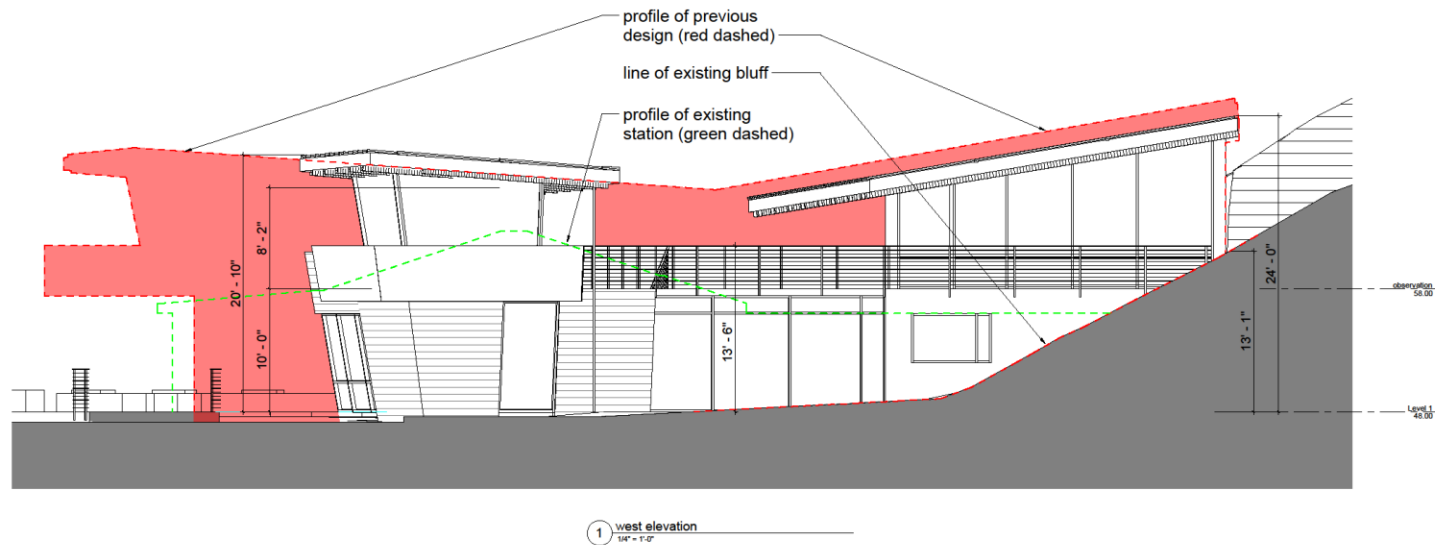 profile of previous
design (red dashed)
line of existing bluff
profile of existing
station (green dashed)
8' - 2"
20' - 10"
10' - 0"
13' - 6"
24' - 0"
13' - 1"
observation
58.00
Level 1
48.00
1
west elevation
1/4" = 1'-0"